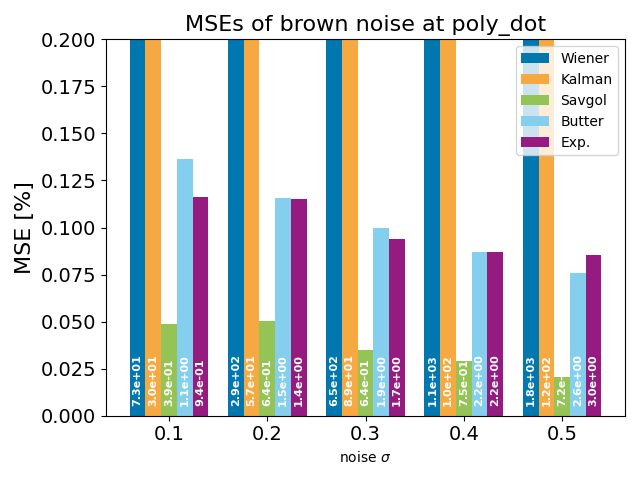 MSEs of brown noise at poly_dot
MSE [%]
0.200
0.175
0.150
0.125
0.100
0.075
0.050
0.025
0.000
Wiener
Kalman
Savgol
Butter
Exp.
7.3e+01
3.0e+01
3.9e-01
1.1e+00
9.4e-01
2.9e+02
5.7e+01
6.4e-01
1.5e+00
1.4e+00
6.5e+02
8.9e+01
6.4e-01
1.9e+00
1.7e+00
1.1e+03
1.0e+02
7.5e-01
2.2e+00
2.2e+00
1.8e+03
1.2e+02
7.2e-
2.6e+00
3.0e+00
0.1 0.2 0.3 0.4 0.5
noise σ